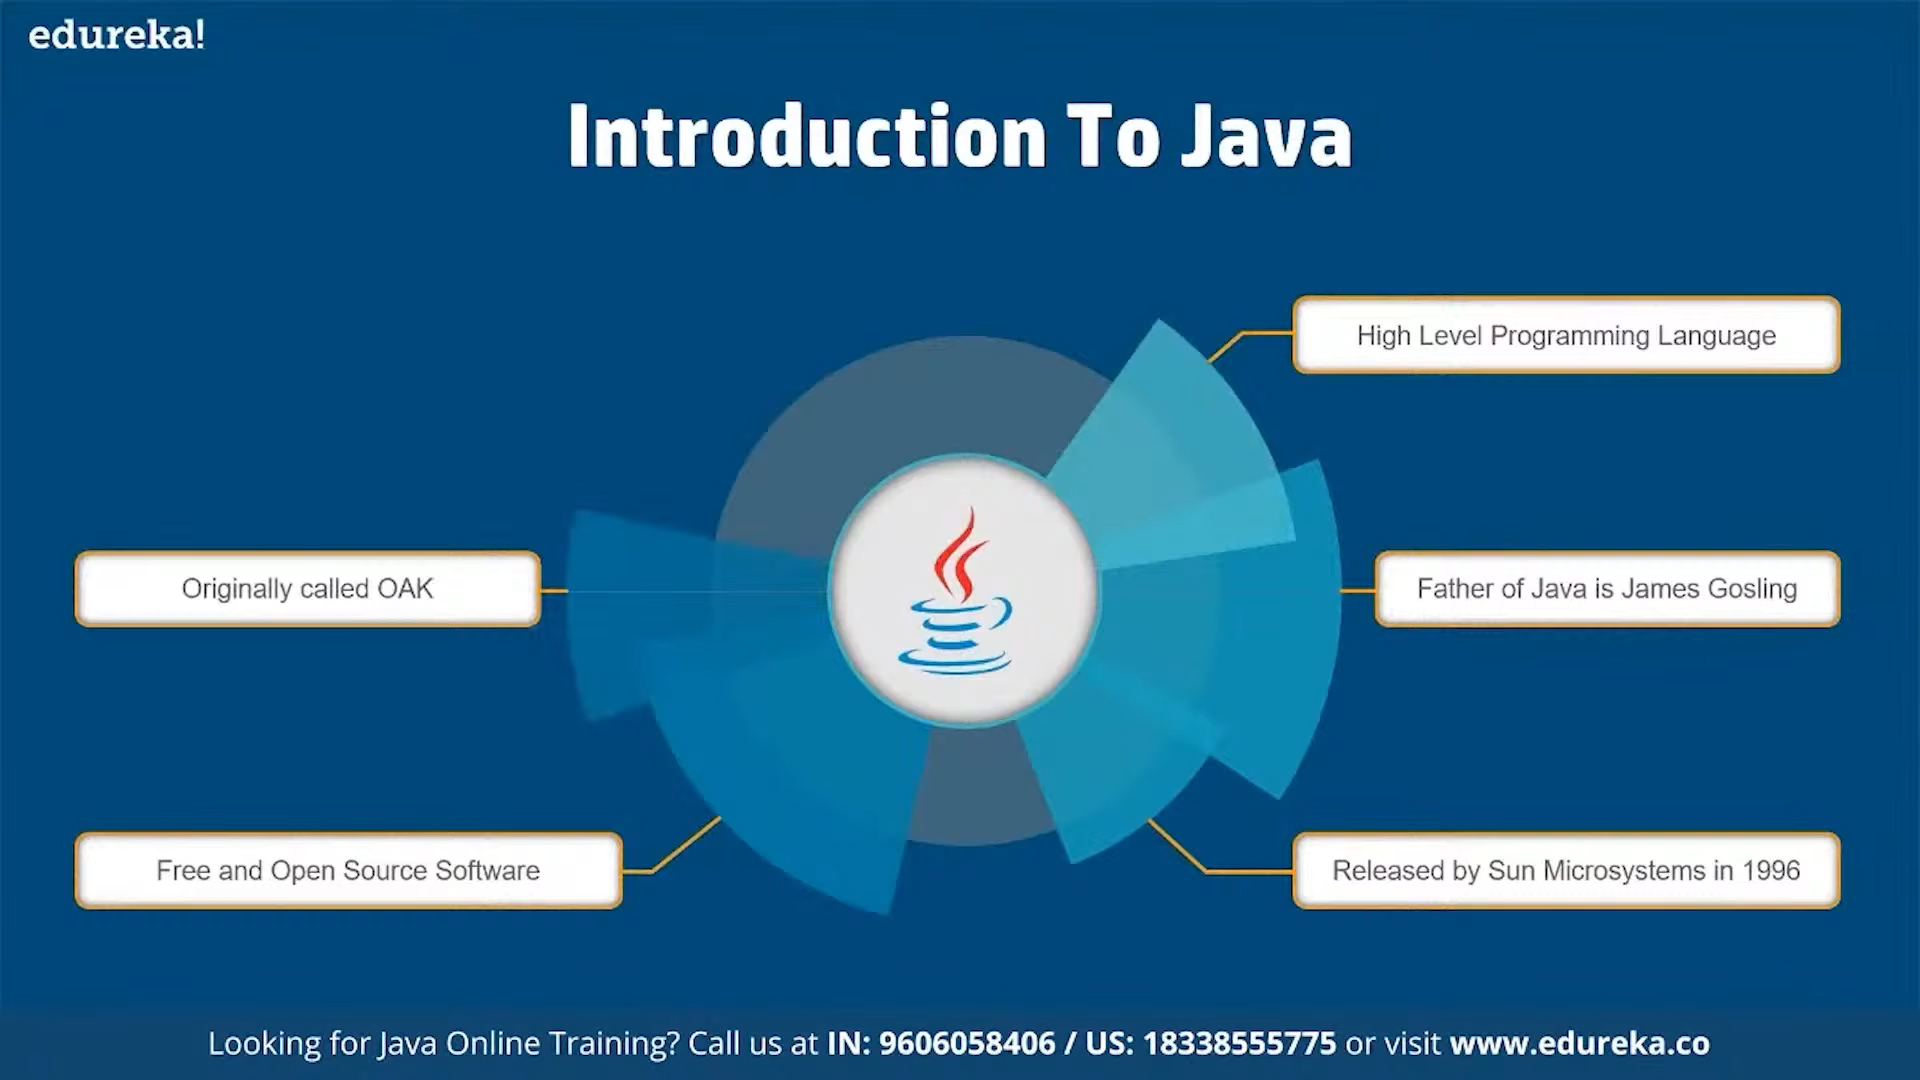 edureka!
Introduction To Java
High Level Programming Language
Originally called OAK
Father of Java is James Gosling
Free and Open Source Software
Released by Sun Microsystems in 1996
Looking for Java Online Training? Call us at IN: 9606058406 / US: 18338555775 or visit www.edureka.co